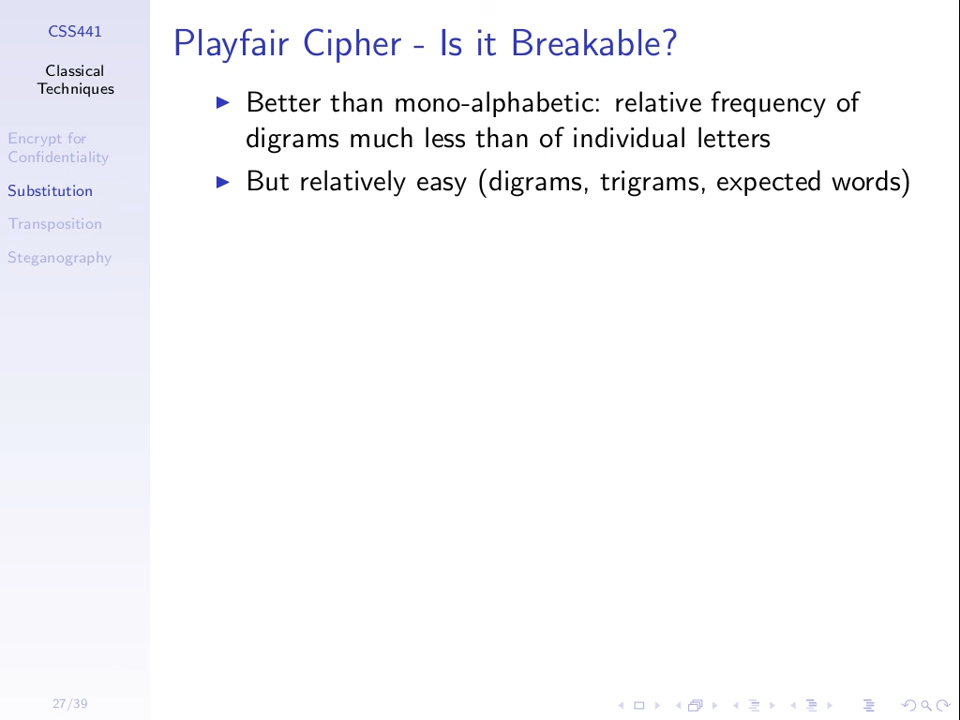 CSS441
Classical
Techniques
Encrypt for
Confidentiality
Substitution
Transposition
Steganography
27/39
Playfair Cipher - Is it Breakable?
Better than mono-alphabetic: relative frequency of
digrams much less than of individual letters
But relatively easy (digrams, trigrams, expected words)